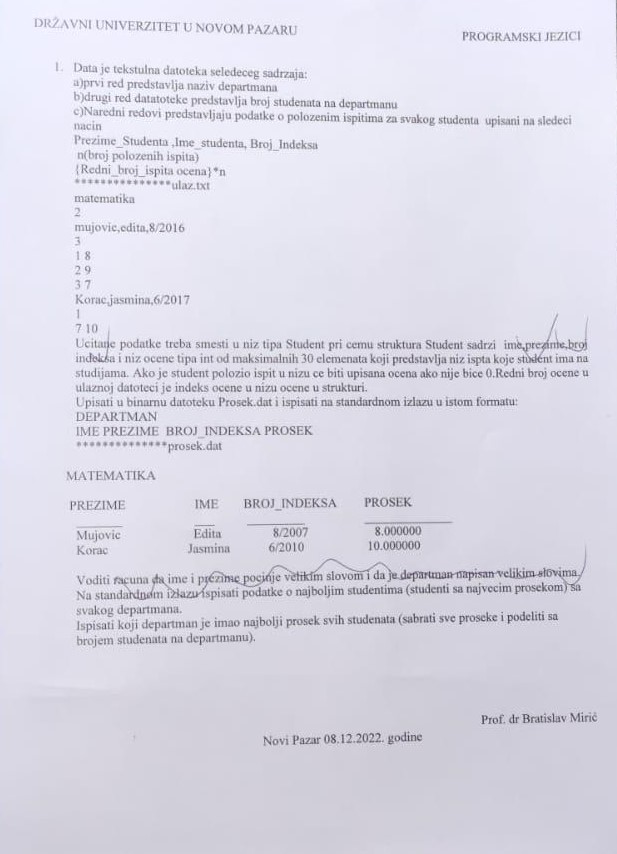 DRŽAVNI UNIVERZITET U NOVOM PAZARU
PROGRAMSKI JEZICI
1. Data je tekstulna datoteka seledeceg sadrzaja:
a)prvi red predstavlja naziv departmana
b)drugi red datatoteke predstavlja broj studenata na departmanu
c)Naredni redovi predstavljaju podatke o polozenim ispitima za svakog studenta upisani na sledeci
nacin
Prezime_Studenta ,Ime_studenta, Broj_Indeksa
n(broj polozenih ispita)
{Redni_broj_ispita ocena}*n
***************ulaz.txt
matematika
2
mujovic,edita,8/2016
3
1 8
2 9
3 7
Korac,jasmina,6/2017
1
7 10
Ucitane podatke treba smesti u niz tipa Student pri cemu struktura Student sadrzi ime,prezime,broj
indeksa i niz ocene tipa int od maksimalnih 30 elemenata koji predstavlja niz ispta koje student ima na
studijama. Ako je student polozio ispit u nizu ce biti upisana ocena ako nije bice 0.Redni broj ocene u
ulaznoj datoteci je indeks ocene u nizu ocene u strukturi.
Upisati u binarnu datoteku Prosek.dat i ispisati na standardnom izlazu u istom formatu:
DEPARTMAN
IME PREZIME BROJ_INDEKSA PROSEK
**************prosek.dat
MATEMATIKA
PREZIME IME BROJ_INDEKSA PROSEK
Mujovic Edita 8/2007 8.000000
Korac Jasmina 6/2010 10.000000
Voditi racuna da ime i prezime pocinje velikim slovom i da je departman napisan velikim slovima.
Na standardnom izlazu ispisati podatke o najboljim studentima (studenti sa najvecim prosekom) sa
svakog departmana.
Ispisati koji department je imao najbolji prosek svih studenata (sabrati sve proseke i podeliti sa
brojem studenata na departmanu).
Prof. dr Bratislav Mirić
Novi Pazar 08.12.2022. godine